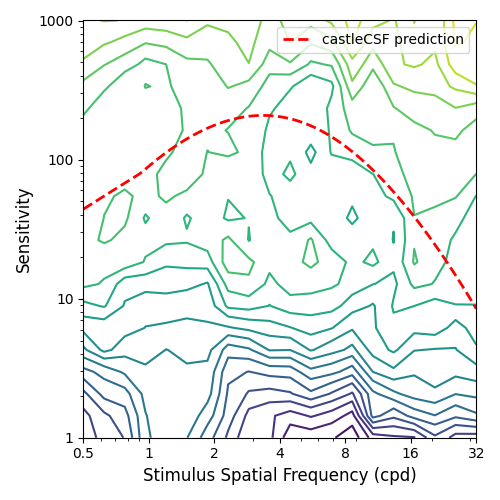 1000
castleCSF prediction
100
Sensitivity
10
1
0.5 1 2 4 8 16 32
Stimulus Spatial Frequency (cpd)